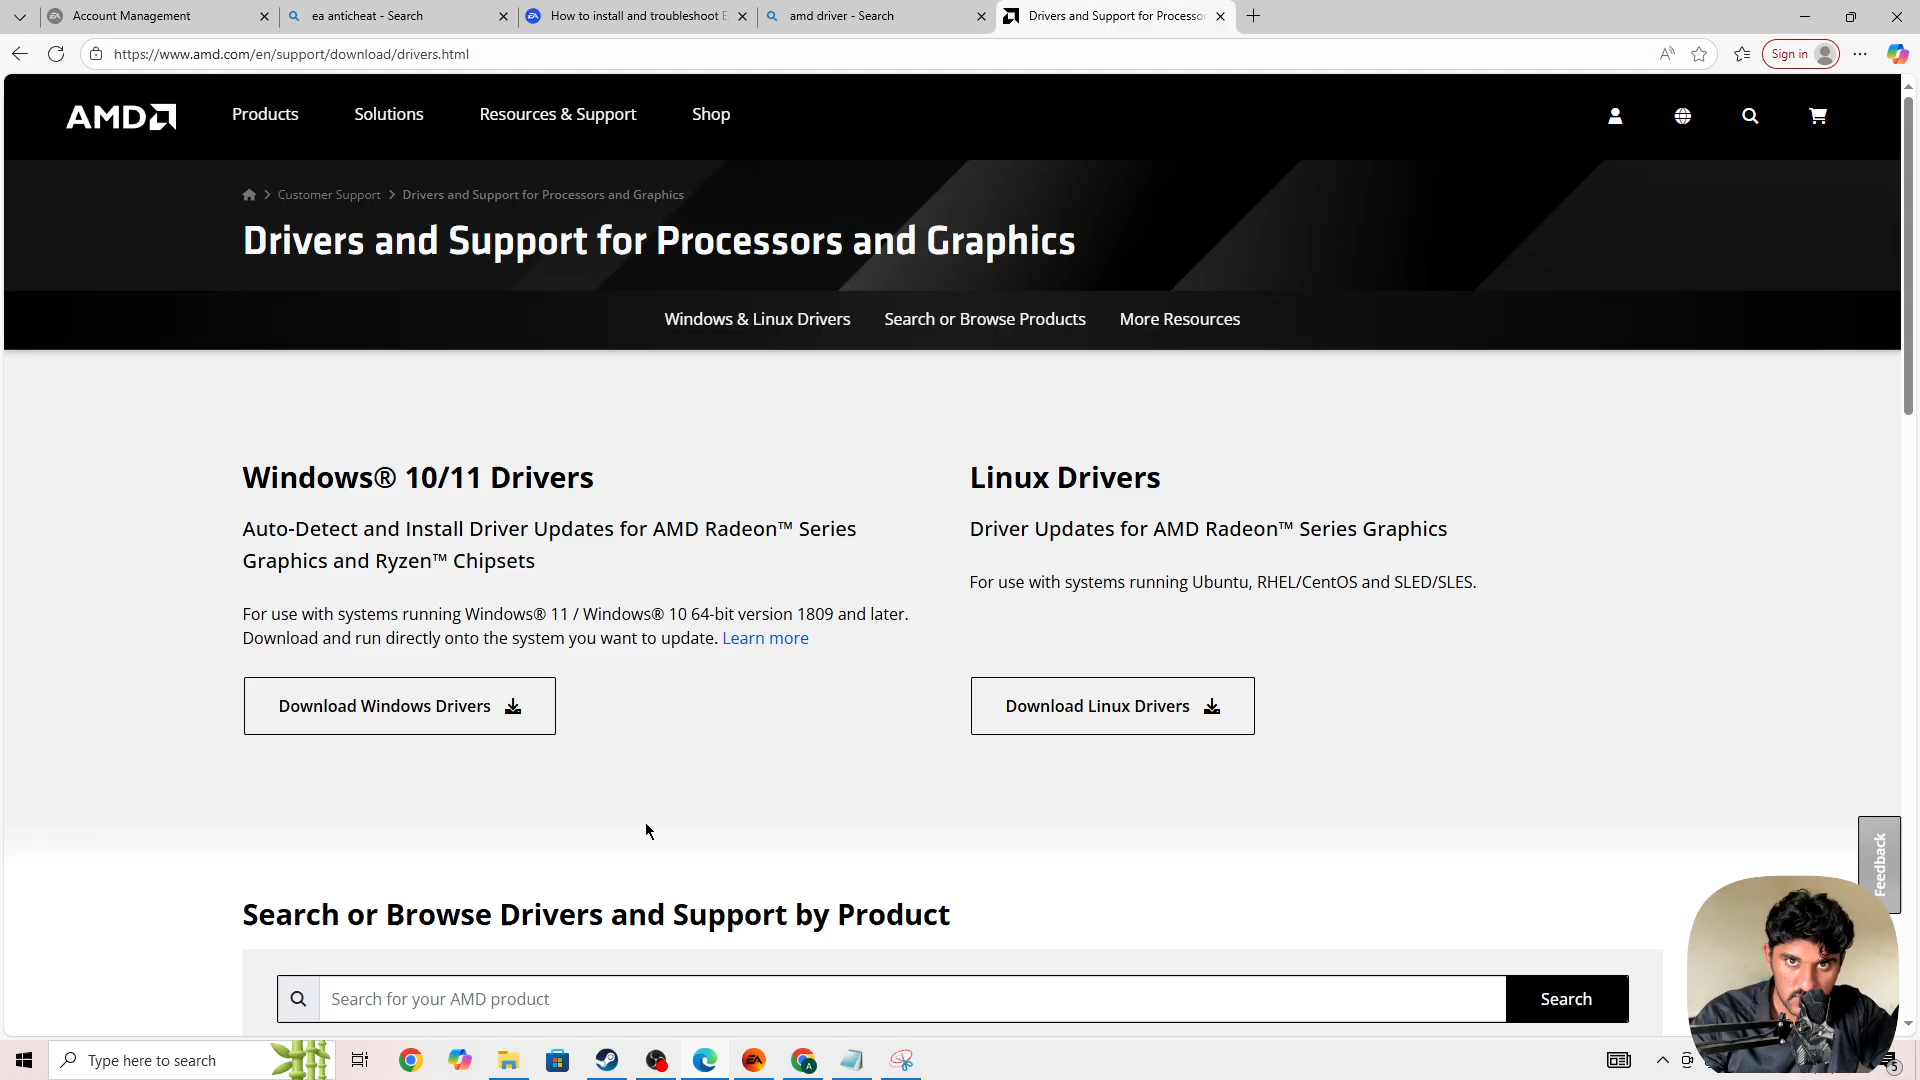 Account Management
ea anticheat - Search
How to install and troubleshoot E
amd driver - Search
Drivers and Support for Processor
https://www.amd.com/en/support/download/drivers.html
Sign in
AMD
Products
Solutions
Resources & Support
Shop
Customer Support
Drivers and Support for Processors and Graphics
Drivers and Support for Processors and Graphics
Windows & Linux Drivers
Search or Browse Products
More Resources
Windows® 10/11 Drivers
Auto-Detect and Install Driver Updates for AMD Radeon™ Series
Graphics and Ryzen™ Chipsets
For use with systems running Windows® 11 / Windows® 10 64-bit version 1809 and later.
Download and run directly onto the system you want to update. Learn more
Download Windows Drivers
Linux Drivers
Driver Updates for AMD Radeon™ Series Graphics
For use with systems running Ubuntu, RHEL/CentOS and SLED/SLES.
Download Linux Drivers
Feedback
Search or Browse Drivers and Support by Product
Search for your AMD product
Search
Type here to search
EA
A
5